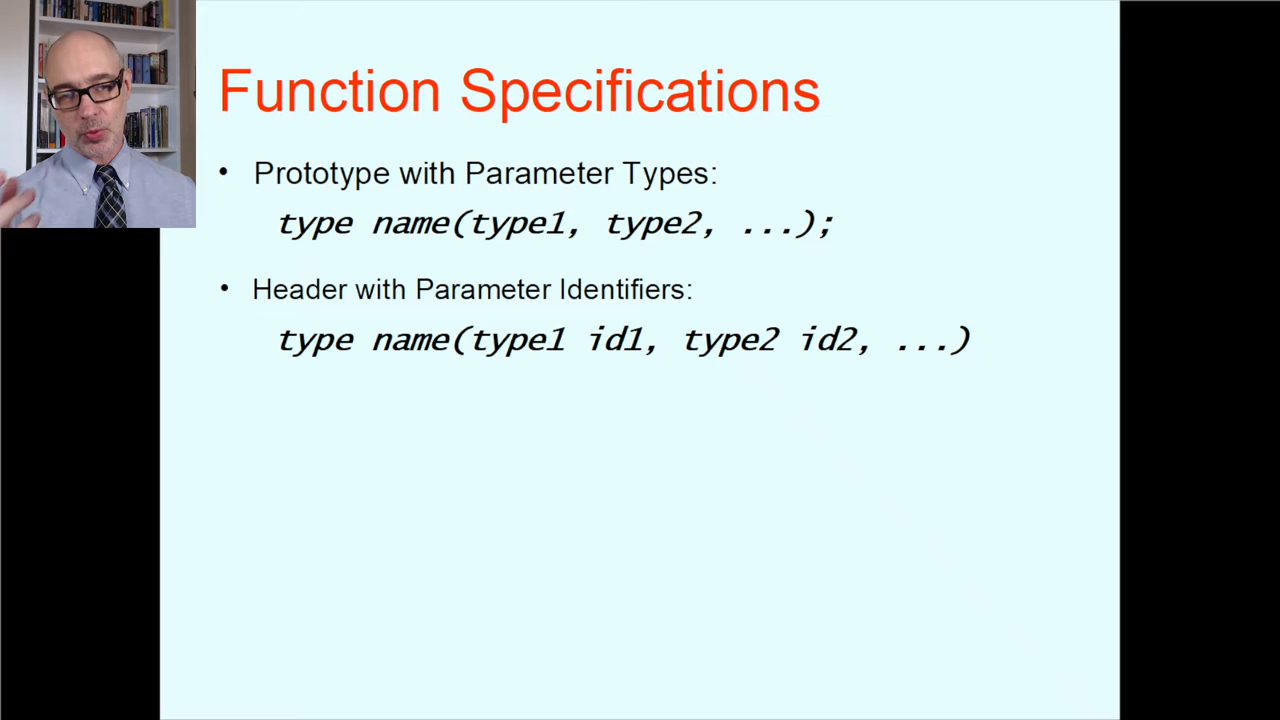 Function Specifications
• Prototype with Parameter Types:
type name(type1, type2, ...);
• Header with Parameter Identifiers:
type name(type1 id1, type2 id2, ...)